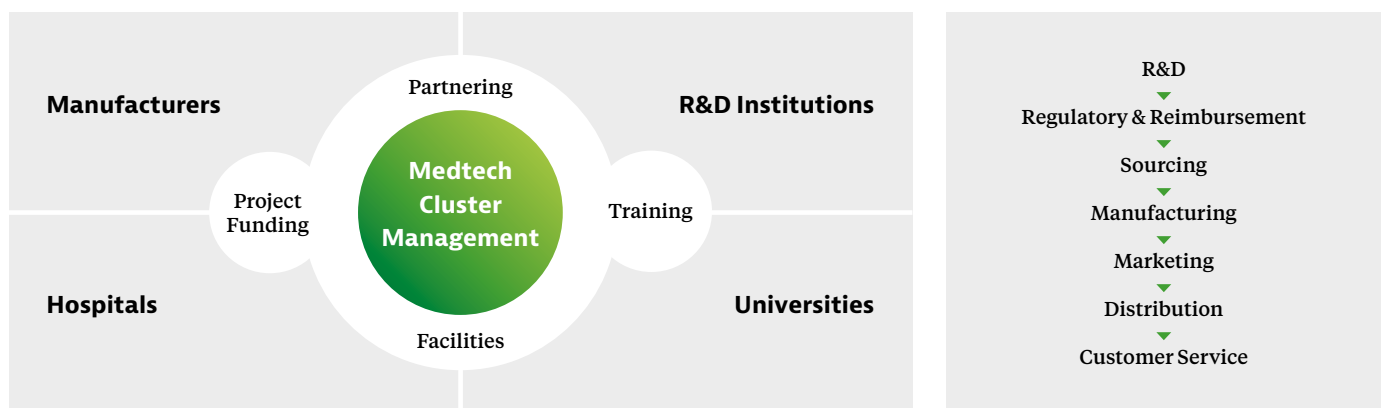 Manufacturers
Partnering
R&D Institutions
Medtech
Cluster
Management
Project
Funding
Training
Hospitals
Universities
Facilities
R&D
Regulatory & Reimbursement
Sourcing
Manufacturing
Marketing
Distribution
Customer Service